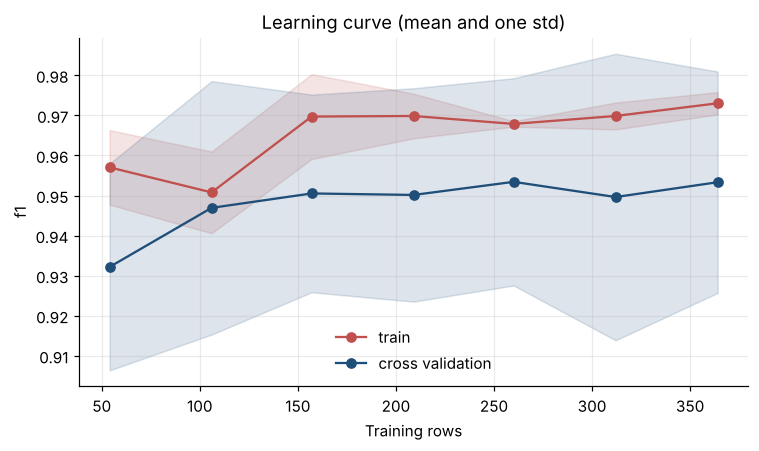 Learning curve (mean and one std)
f1
0.98
0.97
0.96
0.95
0.94
0.93
0.92
0.91
train
cross validation
50 100 150 200 250 300 350
Training rows